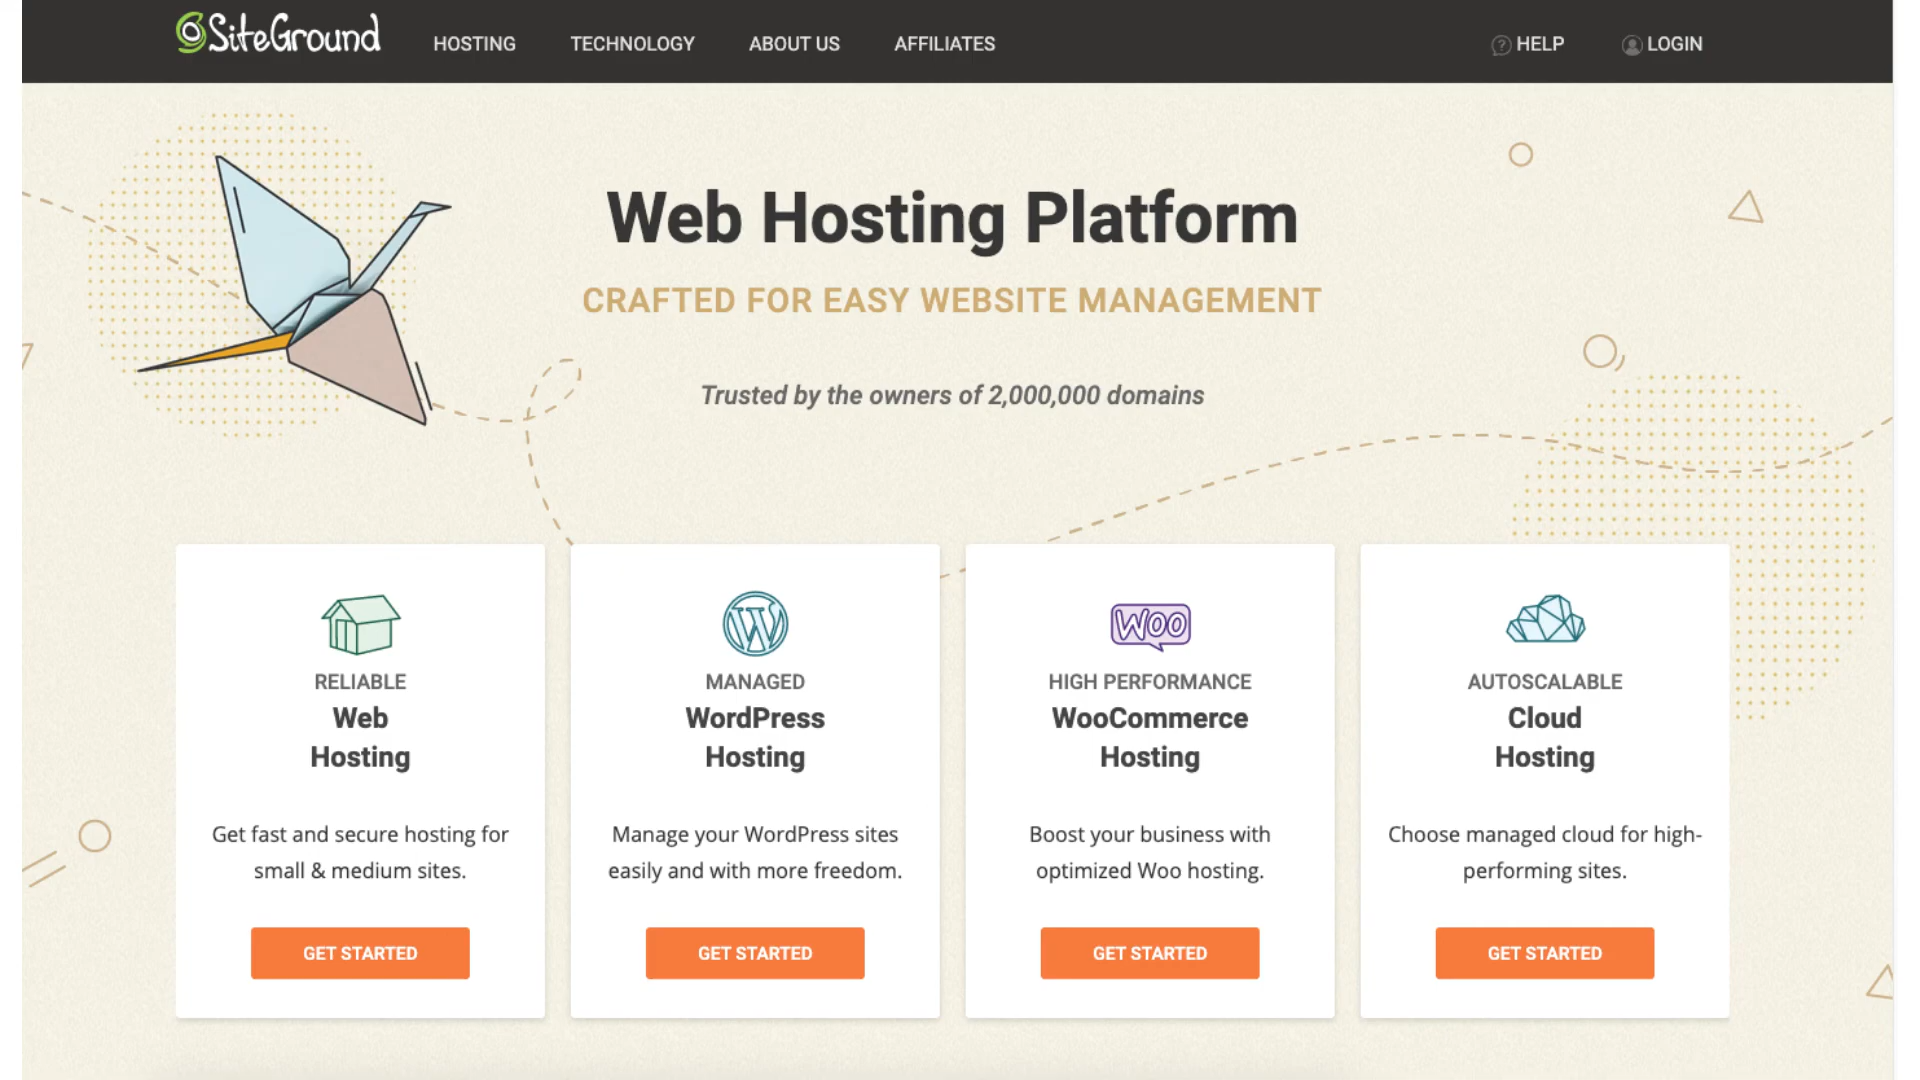 SiteGround
HOSTING
TECHNOLOGY
ABOUT US
AFFILIATES
HELP
LOGIN
Web Hosting Platform
CRAFTED FOR EASY WEBSITE MANAGEMENT
Trusted by the owners of 2,000,000 domains
RELIABLE
Web
Hosting
Get fast and secure hosting for
small & medium sites.
GET STARTED
MANAGED
WordPress
Hosting
Manage your WordPress sites
easily and with more freedom.
GET STARTED
WOO
HIGH PERFORMANCE
WooCommerce
Hosting
Boost your business with
optimized Woo hosting.
GET STARTED
AUTOSCALABLE
Cloud
Hosting
Choose managed cloud for high-
performing sites.
GET STARTED